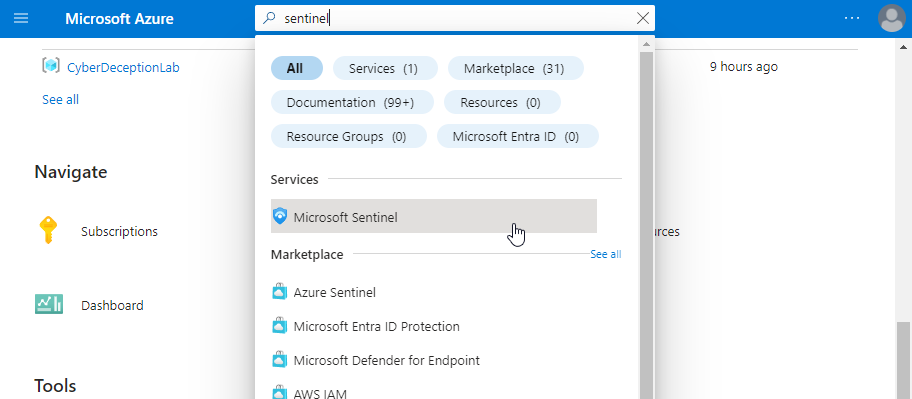 Microsoft Azure
sentinel
...
CyberDeceptionLab
9 hours ago
See all
All
Services (1)
Marketplace (31)
Documentation (99+)
Resources (0)
Resource Groups (0)
Microsoft Entra ID (0)
Services
Microsoft Sentinel
Marketplace
See all
Azure Sentinel
Microsoft Entra ID Protection
Microsoft Defender for Endpoint
AWS IAM
Navigate
Subscriptions
urces
Dashboard
Tools